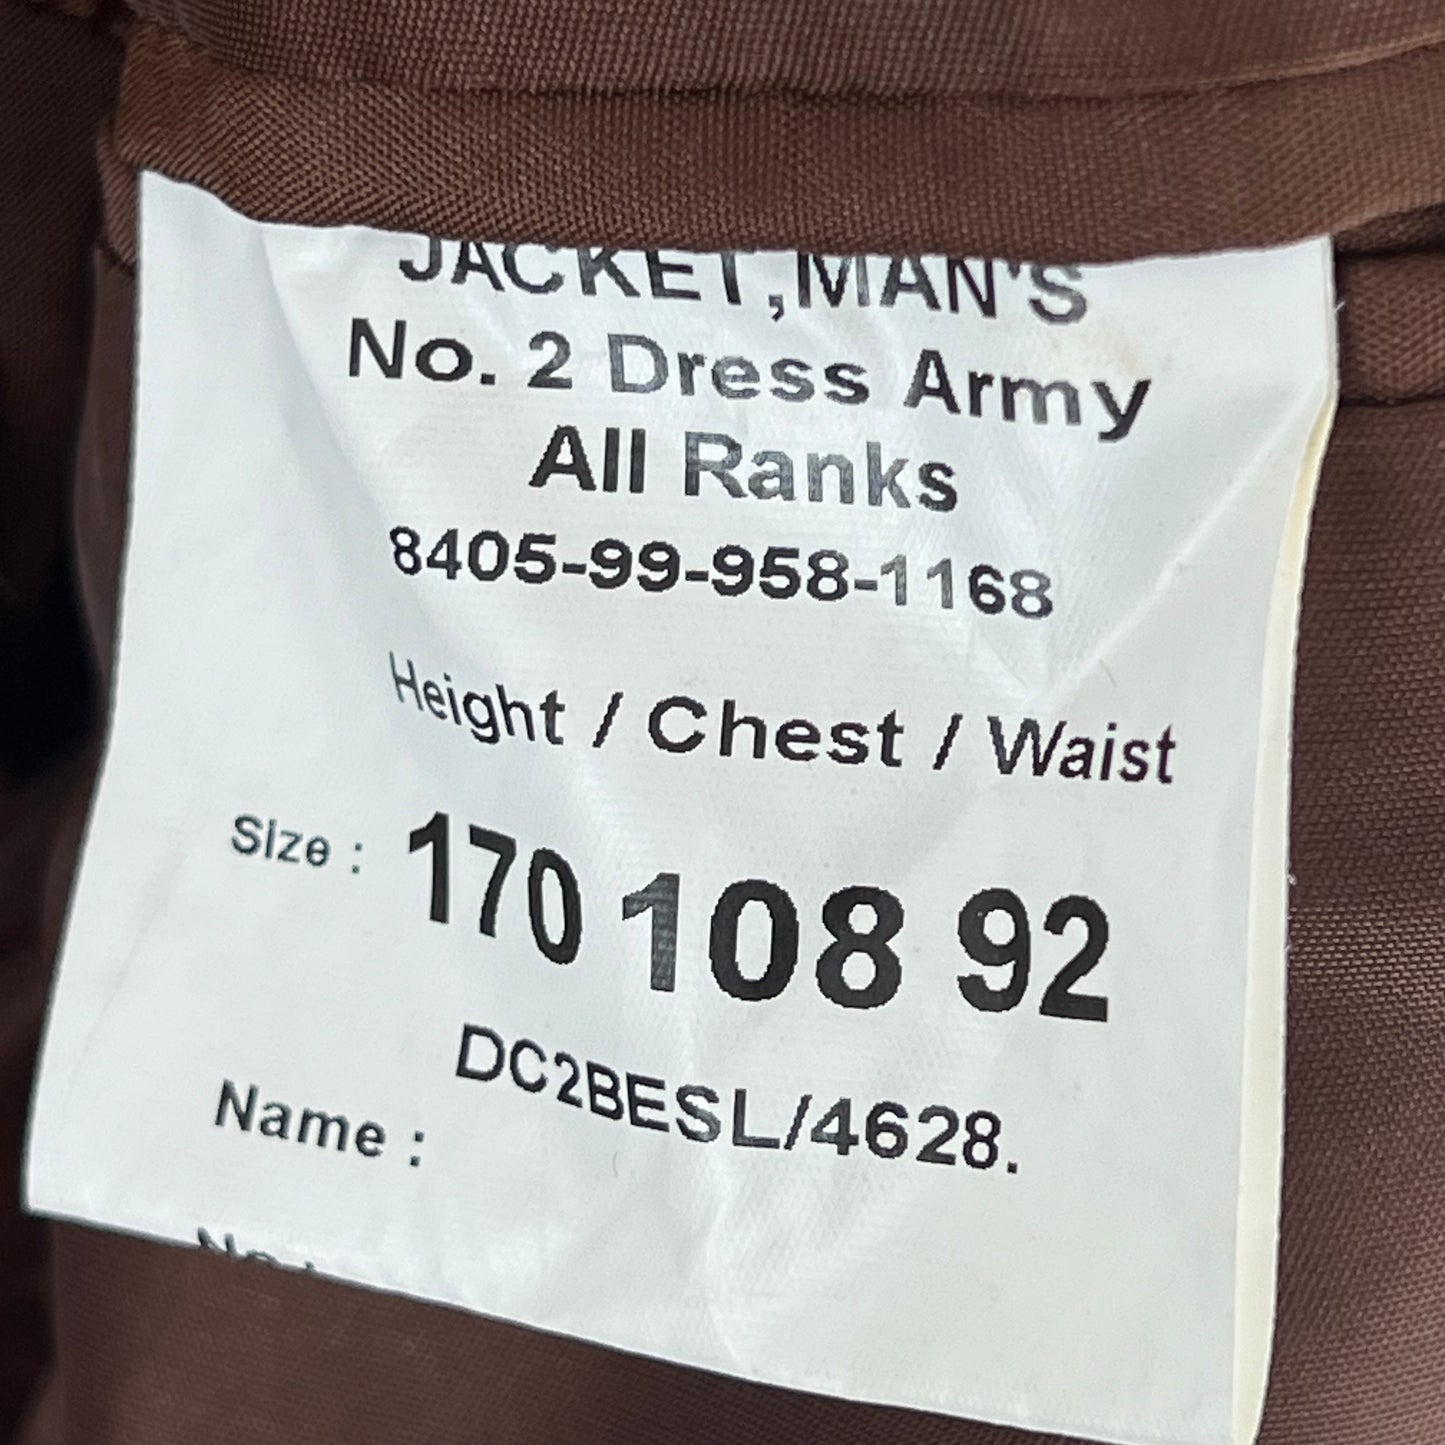 JACKET,MAN'S
No. 2 Dress Army
All Ranks
8405-99-958-1168
Height / Chest / Waist
Size : 170 108 92
DC2BESL/4628.
Name :